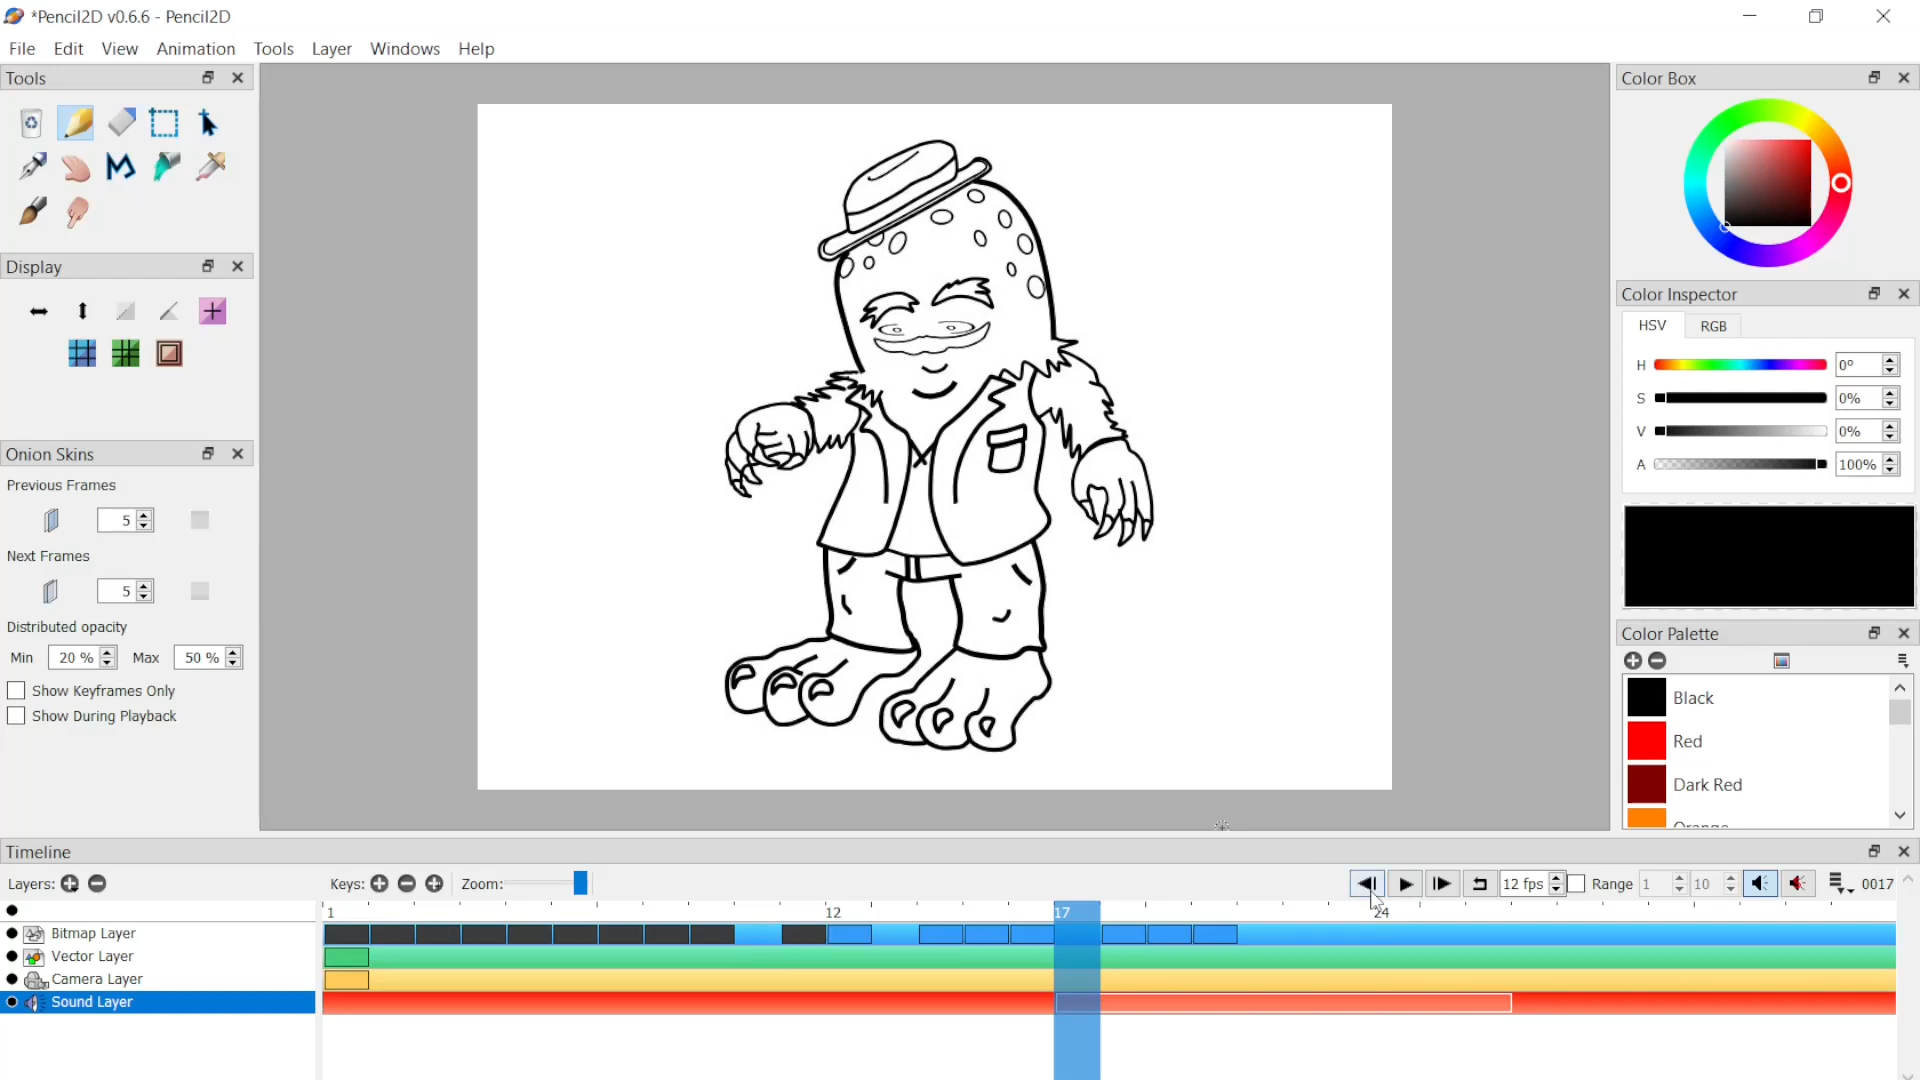 *Pencil2D v0.6.6 - Pencil2D
File Edit View Animation Tools Layer Windows Help
Tools
Display
Onion Skins
Previous Frames
5
Next Frames
5
Distributed opacity
Min 20 % Max 50 %
Show Keyframes Only
Show During Playback
Color Box
Color Inspector
HSV RGB
H 0°
S 0%
V 0%
A 100%
Color Palette
Black
Red
Dark Red
Orange
Timeline
Layers: Keys: Zoom: 12 fps Range 1 10 0017
1 12 17 24
Bitmap Layer
Vector Layer
Camera Layer
Sound Layer